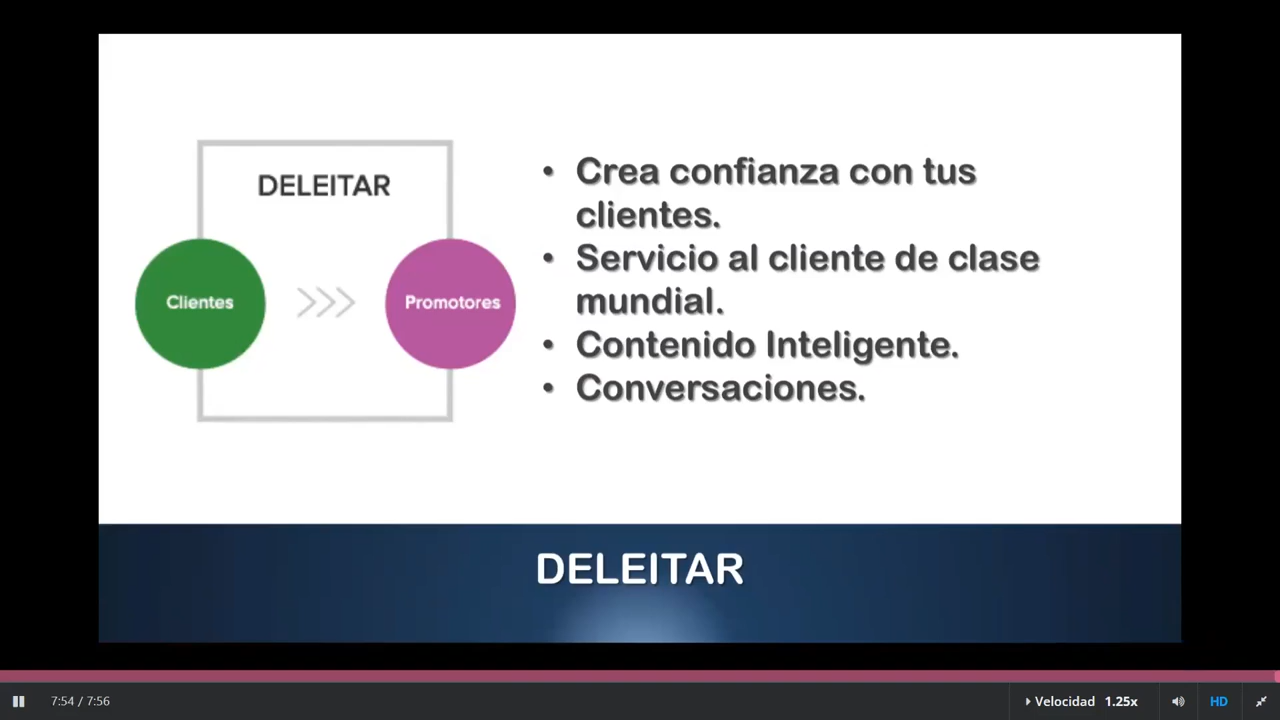 DELEITAR
Clientes
Promotores
• Crea confianza con tus
clientes.
• Servicio al cliente de clase
mundial.
• Contenido Inteligente.
• Conversaciones.
DELEITAR
7:54 / 7:56
Velocidad 1.25x
HD